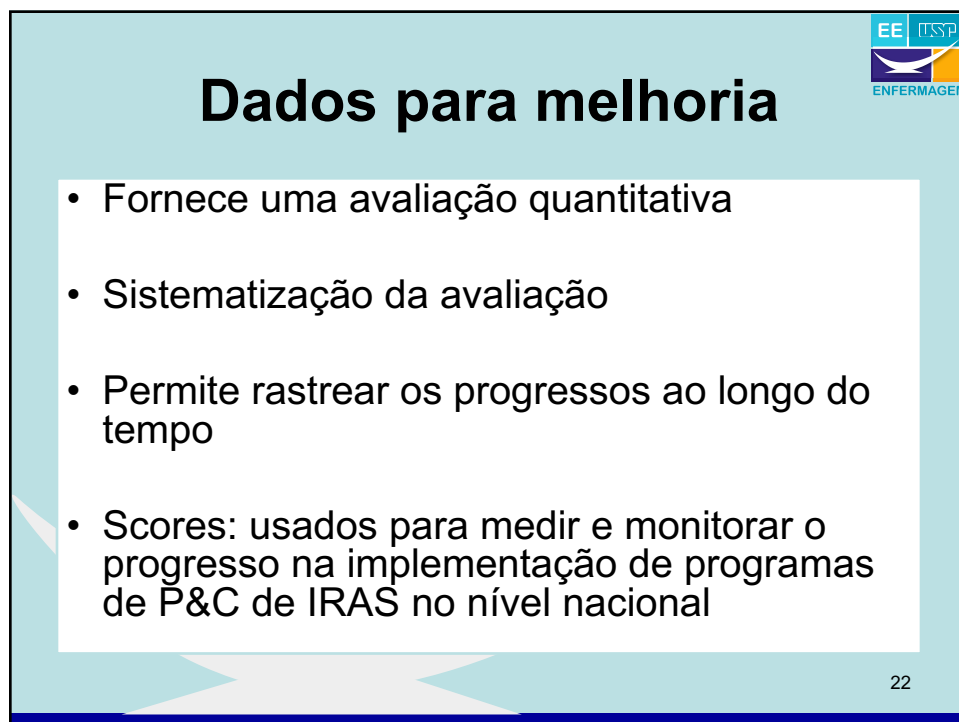 EE USP
ENFERMAGEM
Dados para melhoria
• Fornece uma avaliação quantitativa
• Sistematização da avaliação
• Permite rastrear os progressos ao longo do
tempo
• Scores: usados para medir e monitorar o
progresso na implementação de programas
de P&C de IRAS no nível nacional
22